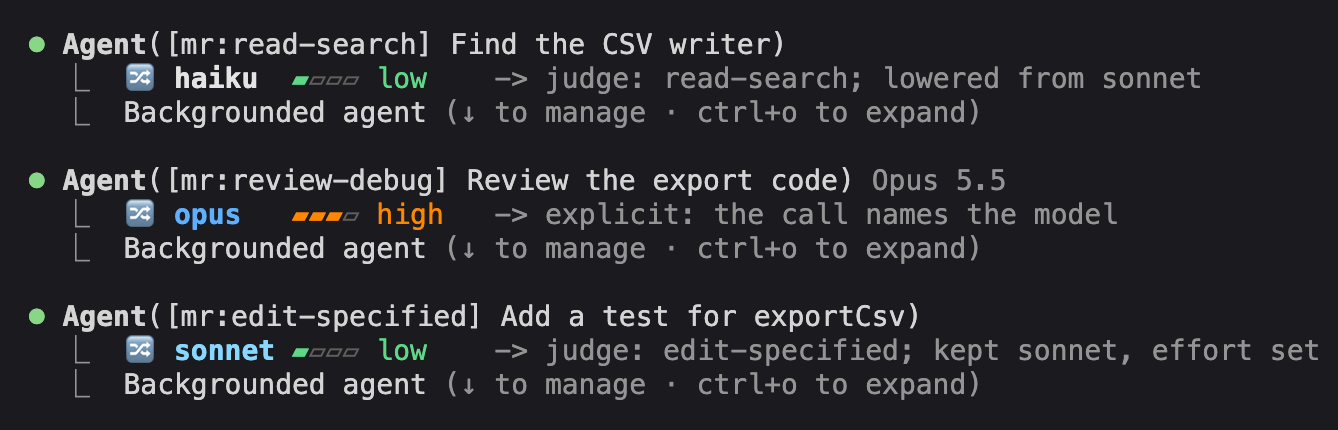 ● Agent([mr:read-search] Find the CSV writer)
⎿ 🔀 haiku ▰▱▱▱ low -> judge: read-search; lowered from sonnet
⎿ Backgrounded agent (↓ to manage · ctrl+o to expand)
● Agent([mr:review-debug] Review the export code) Opus 5.5
⎿ 🔀 opus ▰▰▰▱ high -> explicit: the call names the model
⎿ Backgrounded agent (↓ to manage · ctrl+o to expand)
● Agent([mr:edit-specified] Add a test for exportCsv)
⎿ 🔀 sonnet ▰▱▱▱ low -> judge: edit-specified; kept sonnet, effort set
⎿ Backgrounded agent (↓ to manage · ctrl+o to expand)